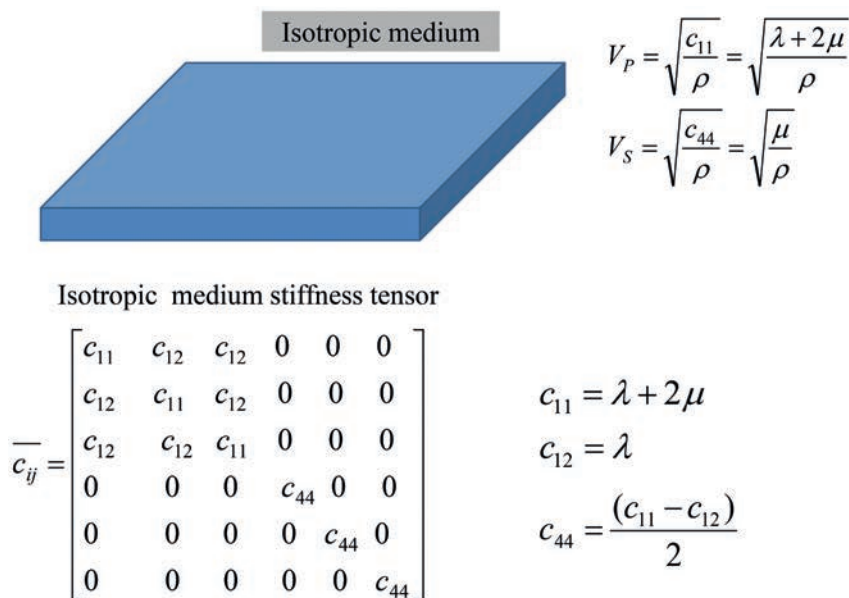 Isotropic medium
V_P = √(c_11/ρ) = √((λ + 2μ)/ρ)
V_S = √(c_44/ρ) = √(μ/ρ)
Isotropic medium stiffness tensor
c_11 c_12 c_12 0 0 0
c_12 c_11 c_12 0 0 0
c_12 c_12 c_11 0 0 0
c_ij =
0 0 0 c_44 0 0
0 0 0 0 c_44 0
0 0 0 0 0 c_44
c_11 = λ + 2μ
c_12 = λ
c_44 = (c_11 − c_12)/2